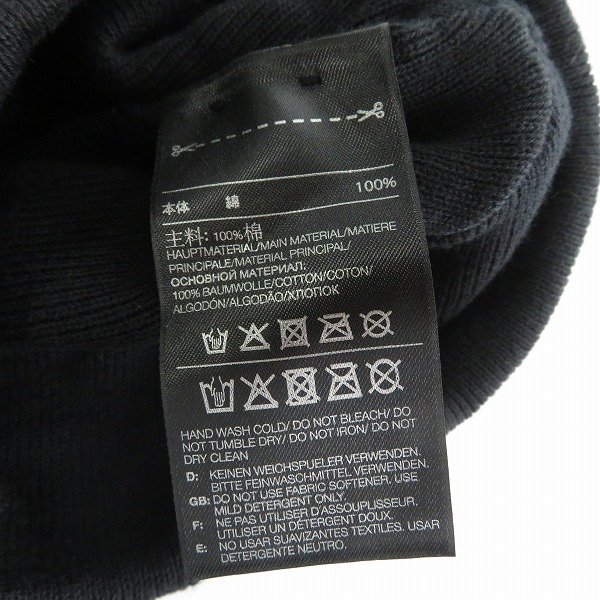 本体 綿 100%
主料: 100%棉
HAUPTMATERIAL/MAIN MATERIAL/MATIERE
PRINCIPALE/MATERIAL PRINCIPAL/
ОСНОВНОЙ МАТЕРИАЛ:
100% BAUMWOLLE/COTTON/COTON/
ALGODÓN/ALGODÃO/ХЛОПОК
HAND WASH COLD/ DO NOT BLEACH/ DO
NOT TUMBLE DRY/ DO NOT IRON/ DO NOT
DRY CLEAN
D: KEINEN WEICHSPUELER VERWENDEN.
BITTE FEINWASCHMITTEL VERWENDEN.
GB: DO NOT USE FABRIC SOFTENER. USE
MILD DETERGENT ONLY.
F: NE PAS UTILISER D'ASSOUPLISSEUR.
UTILISER UN DÉTERGENT DOUX.
E: NO USAR SUAVIZANTES TEXTILES. USAR
DETERGENTE NEUTRO.